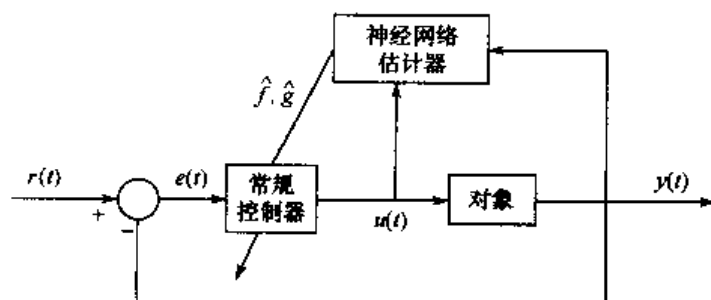 神经网络
估计器
f̂, ĝ
r(t)
+
−
e(t)
常规
控制器
u(t)
对象
y(t)